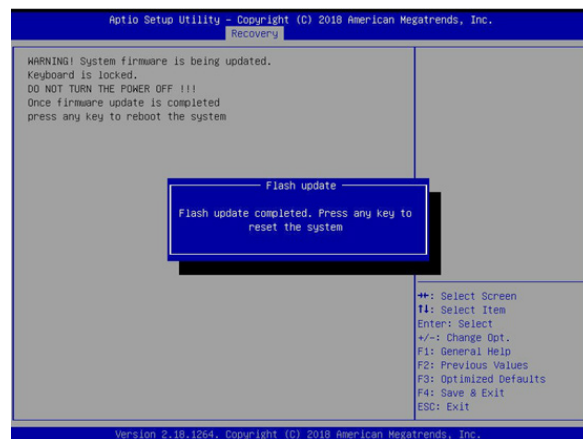 Aptio Setup Utility – Copyright (C) 2018 American Megatrends, Inc.
Recovery
WARNING! System firmware is being updated.
Keyboard is locked.
DO NOT TURN THE POWER OFF !!!
Once firmware update is completed
press any key to reboot the system
Flash update
Flash update completed. Press any key to
reset the system
→←: Select Screen
↑↓: Select Item
Enter: Select
+/-: Change Opt.
F1: General Help
F2: Previous Values
F3: Optimized Defaults
F4: Save & Exit
ESC: Exit
Version 2.18.1264. Copyright (C) 2018 American Megatrends, Inc.